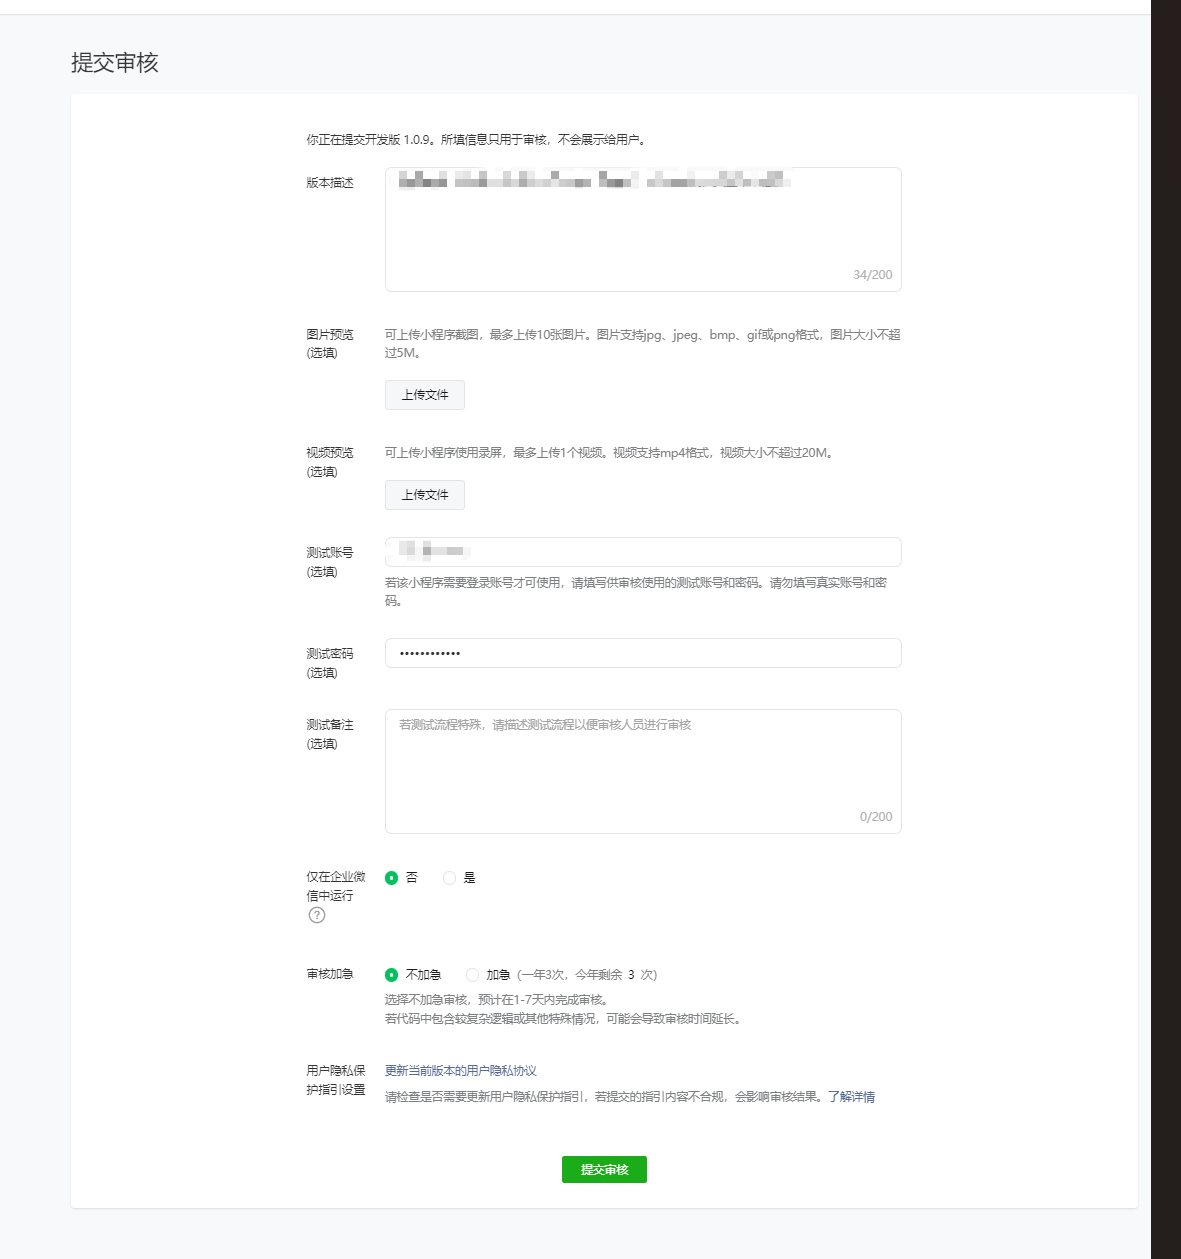 提交审核
你正在提交开发版 1.0.9。所填信息只用于审核，不会展示给用户。
版本描述
34/200
图片预览
(选填)
可上传小程序截图，最多上传10张图片。图片支持jpg、jpeg、bmp、gif或png格式，图片大小不超
过5M。
上传文件
视频预览
(选填)
可上传小程序使用录屏，最多上传1个视频。视频支持mp4格式，视频大小不超过20M。
上传文件
测试账号
(选填)
若该小程序需要登录账号才可使用，请填写供审核使用的测试账号和密码。请勿填写真实账号和密
码。
测试密码
(选填)
••••••••••••
测试备注
(选填)
若测试流程特殊，请描述测试流程以便审核人员进行审核
0/200
仅在企业微
信中运行
?
否 是
审核加急
不加急 加急 (一年3次，今年剩余 3 次)
选择不加急审核，预计在1-7天内完成审核。
若代码中包含较复杂逻辑或其他特殊情况，可能会导致审核时间延长。
用户隐私保
护指引设置
更新当前版本的用户隐私协议
请检查是否需要更新用户隐私保护指引，若提交的指引内容不合规，会影响审核结果。了解详情
提交审核